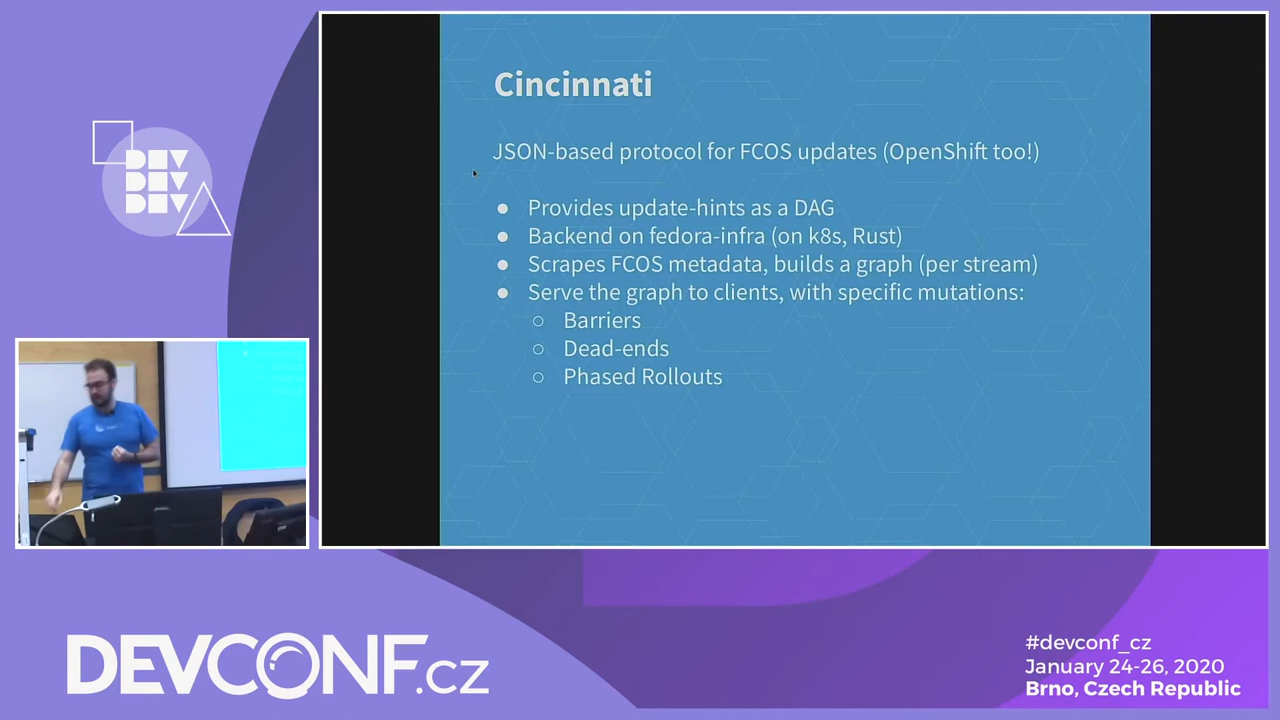 DEV
DEV
DEV
Cincinnati
JSON-based protocol for FCOS updates (OpenShift too!)
● Provides update-hints as a DAG
● Backend on fedora-infra (on k8s, Rust)
● Scrapes FCOS metadata, builds a graph (per stream)
● Serve the graph to clients, with specific mutations:
○ Barriers
○ Dead-ends
○ Phased Rollouts
DEVCONF.cz
#devconf_cz
January 24-26, 2020
Brno, Czech Republic